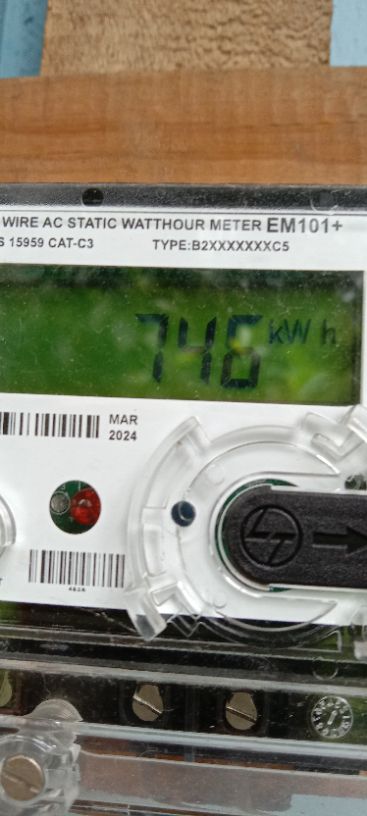 WIRE AC STATIC WATTHOUR METER EM101+
S 15959 CAT-C3 TYPE:B2XXXXXXXC5
746 kWh
MAR
2024